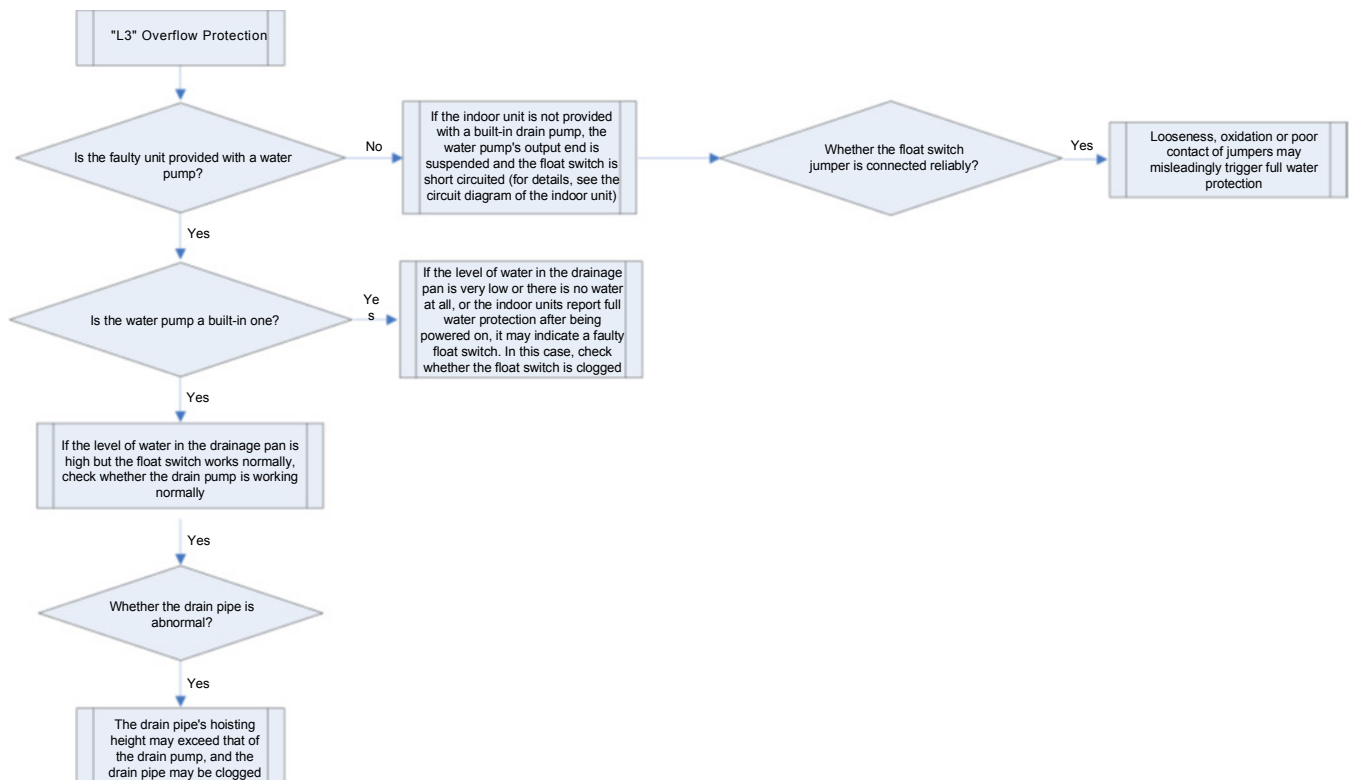 "L3" Overflow Protection
Is the faulty unit provided with a water
pump?
No
If the indoor unit is not provided
with a built-in drain pump, the
water pump's output end is
suspended and the float switch is
short circuited (for details, see the
circuit diagram of the indoor unit)
Whether the float switch
jumper is connected reliably?
Yes
Looseness, oxidation or poor
contact of jumpers may
misleadingly trigger full water
protection
Yes
Is the water pump a built-in one?
Ye
s
If the level of water in the drainage
pan is very low or there is no water
at all, or the indoor units report full
water protection after being
powered on, it may indicate a faulty
float switch. In this case, check
whether the float switch is clogged
Yes
If the level of water in the drainage pan is
high but the float switch works normally,
check whether the drain pump is working
normally
Yes
Whether the drain pipe is
abnormal?
Yes
The drain pipe's hoisting
height may exceed that of
the drain pump, and the
drain pipe may be clogged